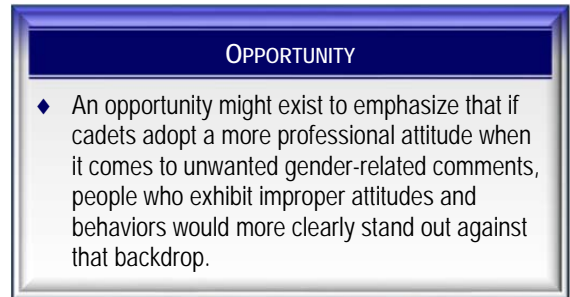 OPPORTUNITY
♦ An opportunity might exist to emphasize that if
cadets adopt a more professional attitude when
it comes to unwanted gender-related comments,
people who exhibit improper attitudes and
behaviors would more clearly stand out against
that backdrop.